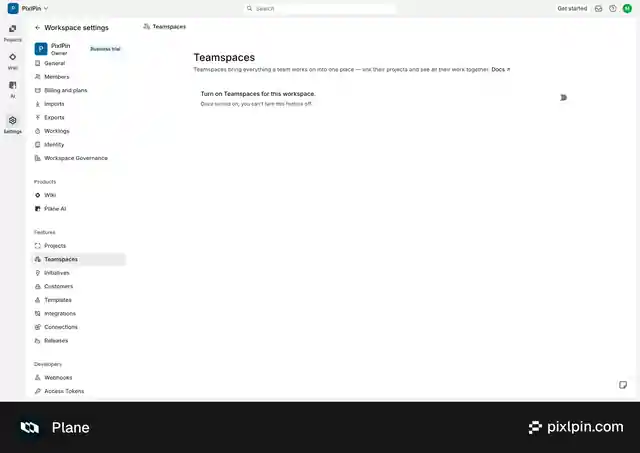 P PixlPin
Search
Get started
M
Projects
Wiki
AI
Settings
Workspace settings
P PixlPin
Owner
Business trial
General
Members
Billing and plans
Imports
Exports
Worklogs
Identity
Workspace Governance
Products
Wiki
Plane AI
Features
Projects
Teamspaces
Initiatives
Customers
Templates
Integrations
Connections
Releases
Developers
Webhooks
Access Tokens
Teamspaces
Teamspaces
Teamspaces bring everything a team works on into one place — link their projects and see all their work together. Docs ↗
Turn on Teamspaces for this workspace.
Once turned on, you can't turn this feature off.
Plane
pixlpin.com